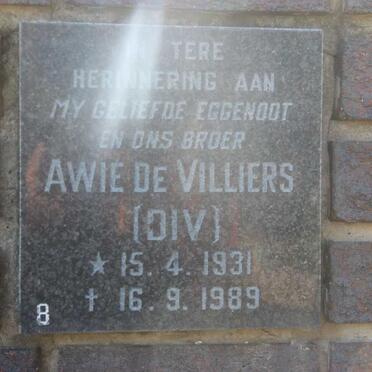 IN TERE
HERINNERING AAN
MY GELIEFDE EGGENOOT
EN ONS BROER
AWIE DE VILLIERS
(DIV)
★ 15. 4. 1931
† 16. 9. 1989
8